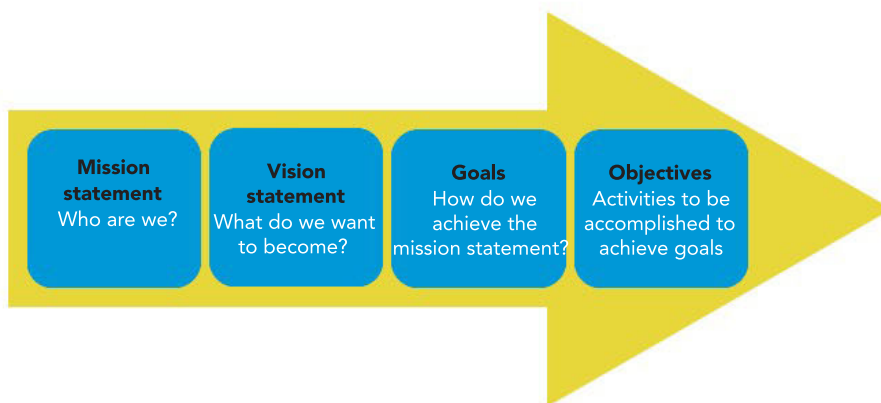 Mission
statement
Who are we?
Vision
statement
What do we want
to become?
Goals
How do we
achieve the
mission statement?
Objectives
Activities to be
accomplished to
achieve goals